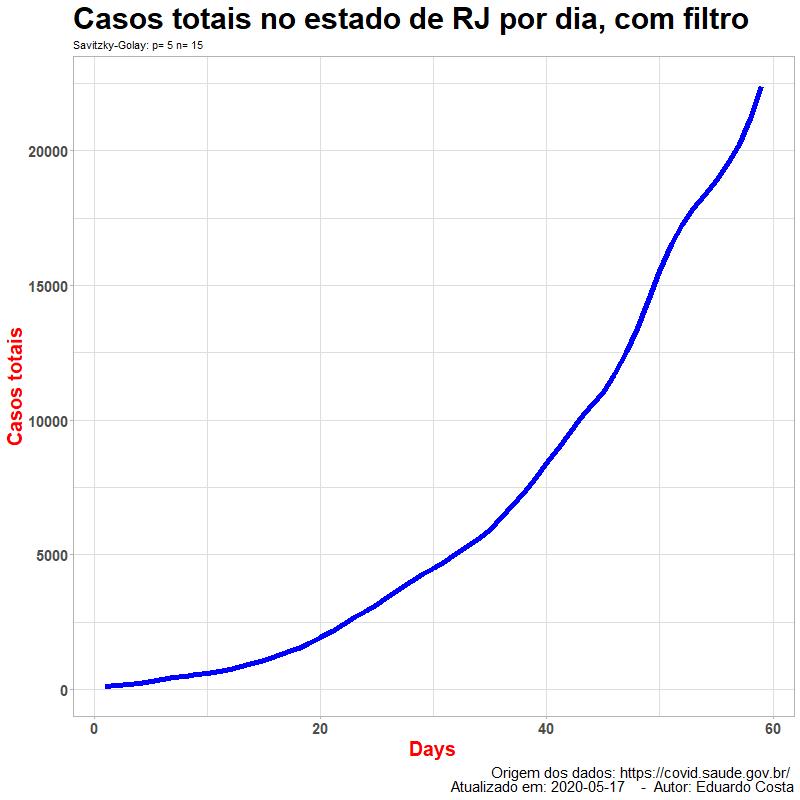 Casos totais no estado de RJ por dia, com filtro
Savitzky-Golay: p= 5 n= 15
20000
15000
10000
5000
0
Casos totais
0 20 40 60
Days
Origem dos dados: https://covid.saude.gov.br/
Atualizado em: 2020-05-17 - Autor: Eduardo Costa